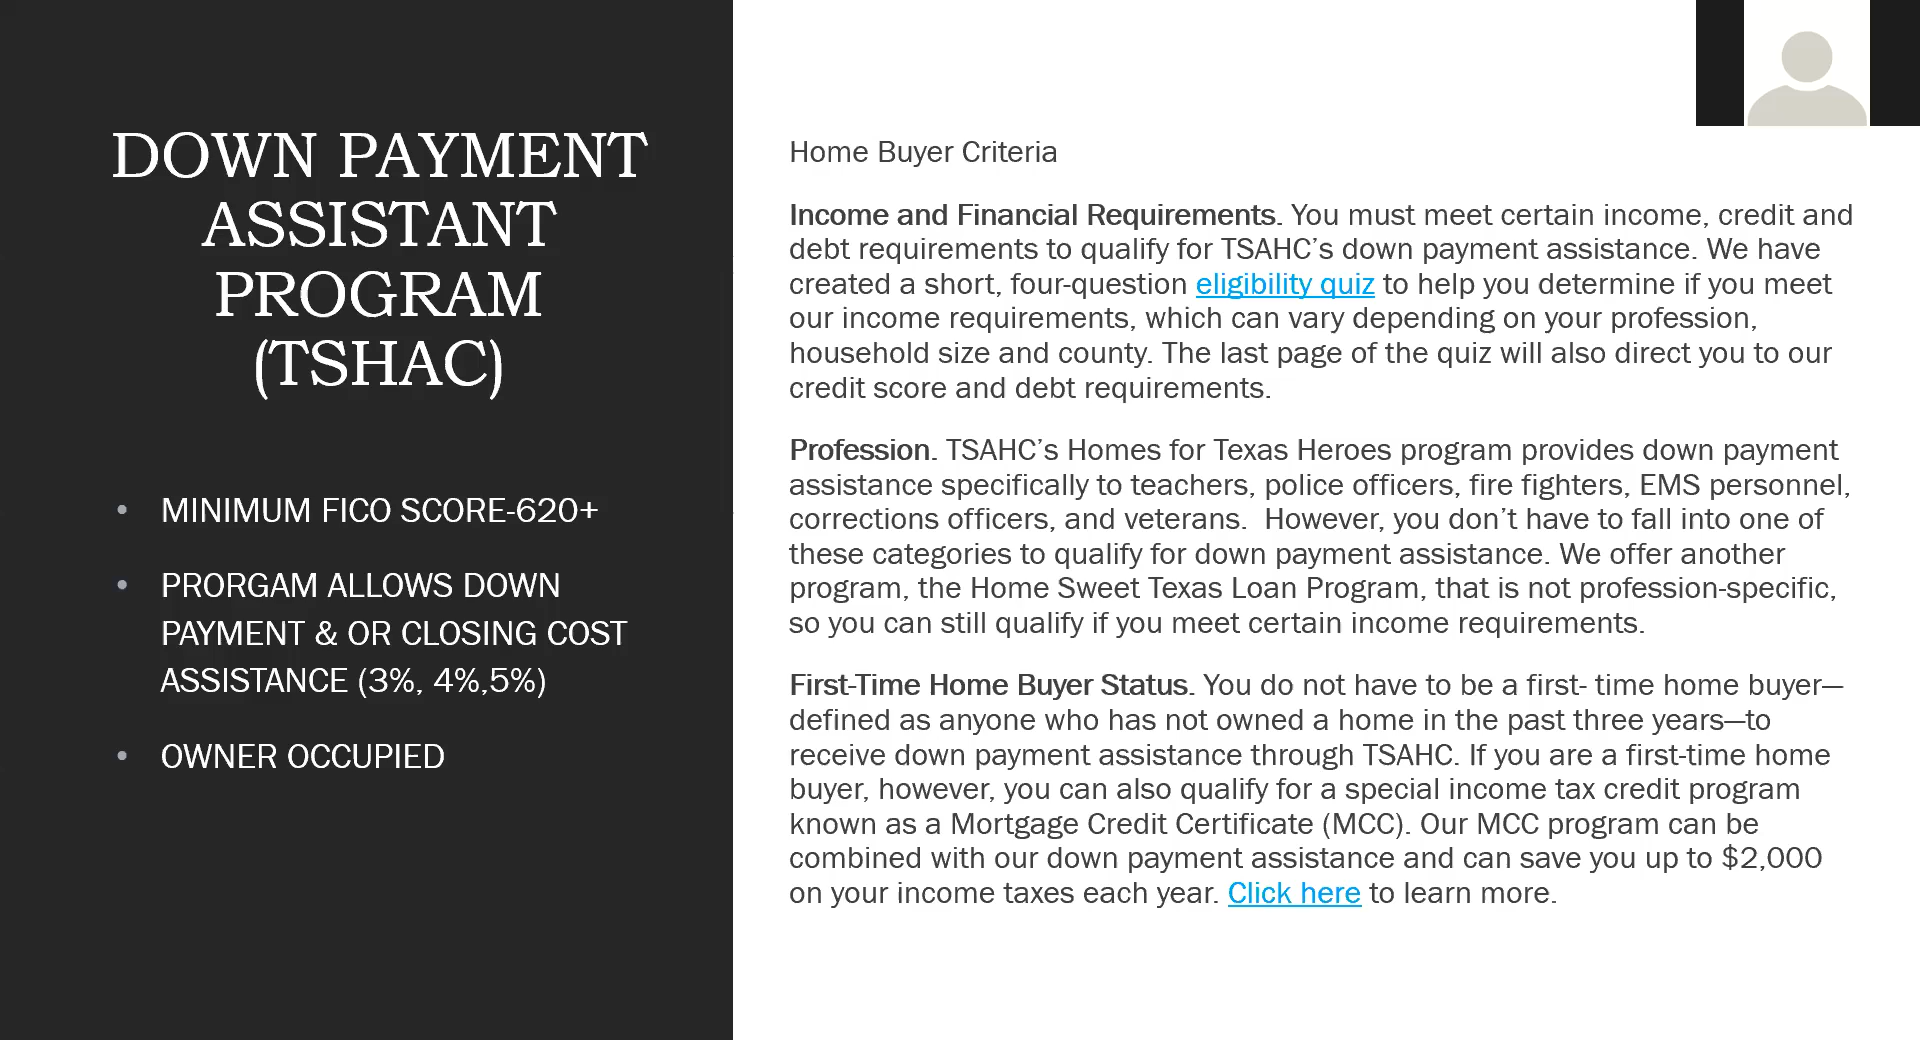 DOWN PAYMENT
ASSISTANT
PROGRAM
(TSHAC)
• MINIMUM FICO SCORE-620+
• PRORGAM ALLOWS DOWN
PAYMENT & OR CLOSING COST
ASSISTANCE (3%, 4%,5%)
• OWNER OCCUPIED
Home Buyer Criteria
Income and Financial Requirements. You must meet certain income, credit and
debt requirements to qualify for TSAHC’s down payment assistance. We have
created a short, four-question eligibility quiz to help you determine if you meet
our income requirements, which can vary depending on your profession,
household size and county. The last page of the quiz will also direct you to our
credit score and debt requirements.
Profession. TSAHC’s Homes for Texas Heroes program provides down payment
assistance specifically to teachers, police officers, fire fighters, EMS personnel,
corrections officers, and veterans.  However, you don’t have to fall into one of
these categories to qualify for down payment assistance. We offer another
program, the Home Sweet Texas Loan Program, that is not profession-specific,
so you can still qualify if you meet certain income requirements.
First-Time Home Buyer Status. You do not have to be a first- time home buyer—
defined as anyone who has not owned a home in the past three years—to
receive down payment assistance through TSAHC. If you are a first-time home
buyer, however, you can also qualify for a special income tax credit program
known as a Mortgage Credit Certificate (MCC). Our MCC program can be
combined with our down payment assistance and can save you up to $2,000
on your income taxes each year. Click here to learn more.